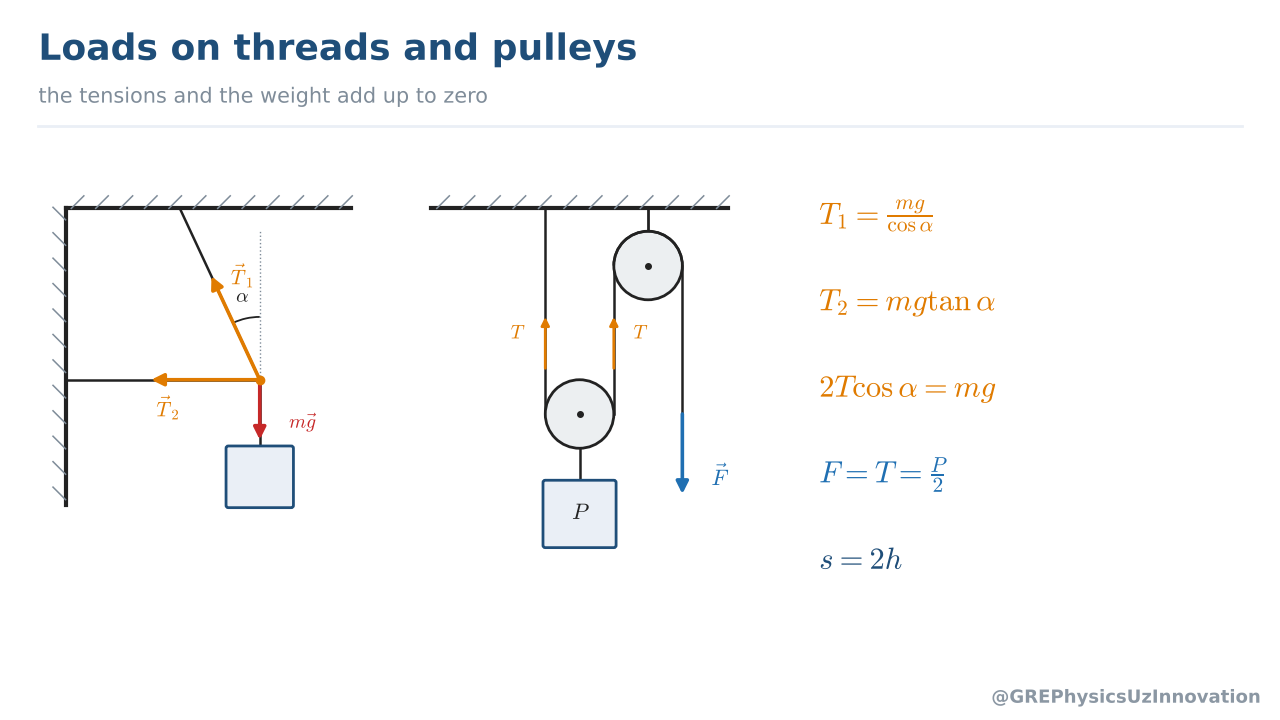 Loads on threads and pulleys
the tensions and the weight add up to zero
T⃗₁
α
T⃗₂
mg⃗
T
T
F⃗
P
T₁ = mg/cos α
T₂ = mg tan α
2T cos α = mg
F = T = P/2
s = 2h
@GREPhysicsUzInnovation